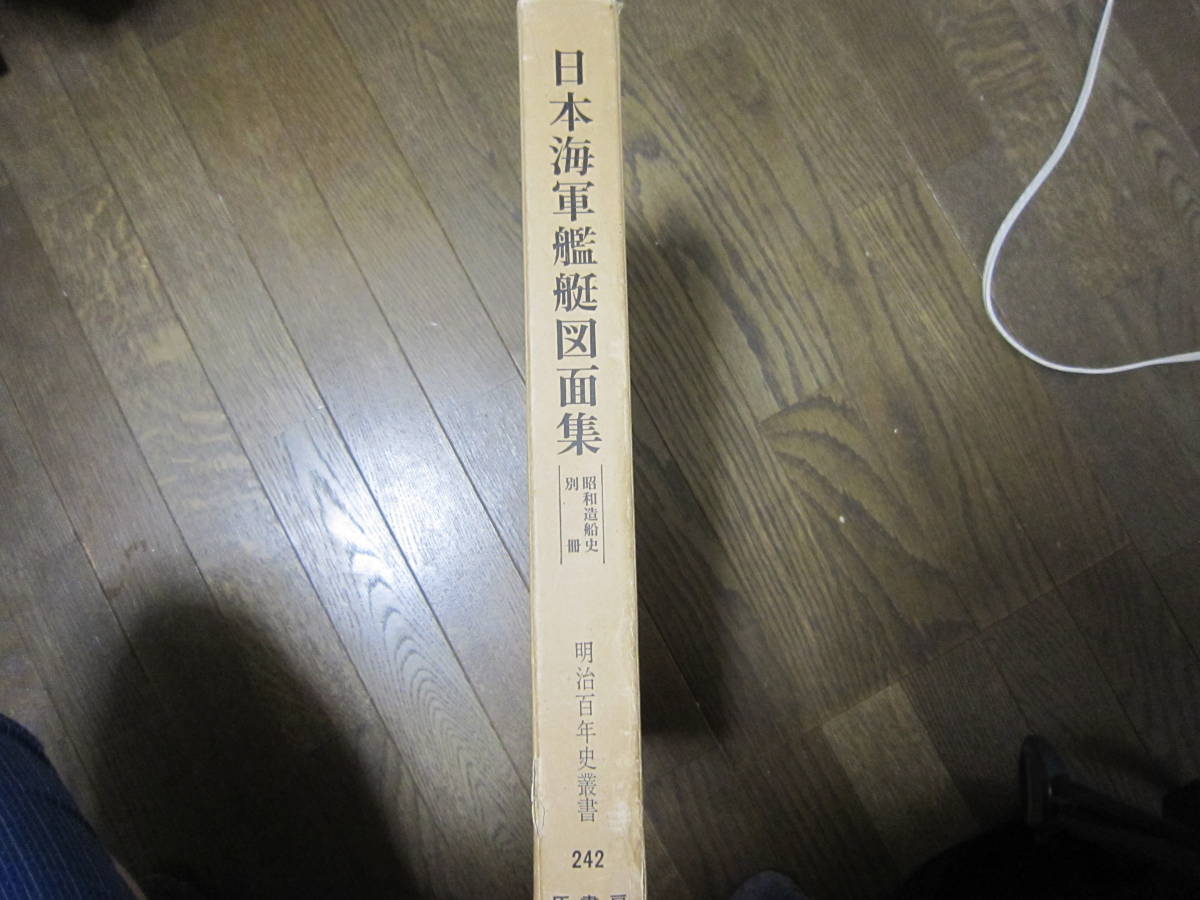 日本海軍艦艇図面集
昭和造船史
別冊
明治百年史叢書
242